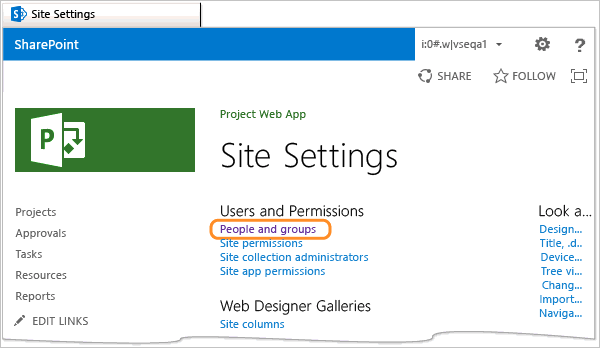 Site Settings
SharePoint
i:0#.w|vseqa1
?
SHARE
FOLLOW
P
Project Web App
Site Settings
Projects
Approvals
Tasks
Resources
Reports
EDIT LINKS
Users and Permissions
People and groups
Site permissions
Site collection administrators
Site app permissions
Web Designer Galleries
Site columns
Look a...
Design...
Title, .d..
Device...
Tree vi...
Chang...
Import...
Naviga...